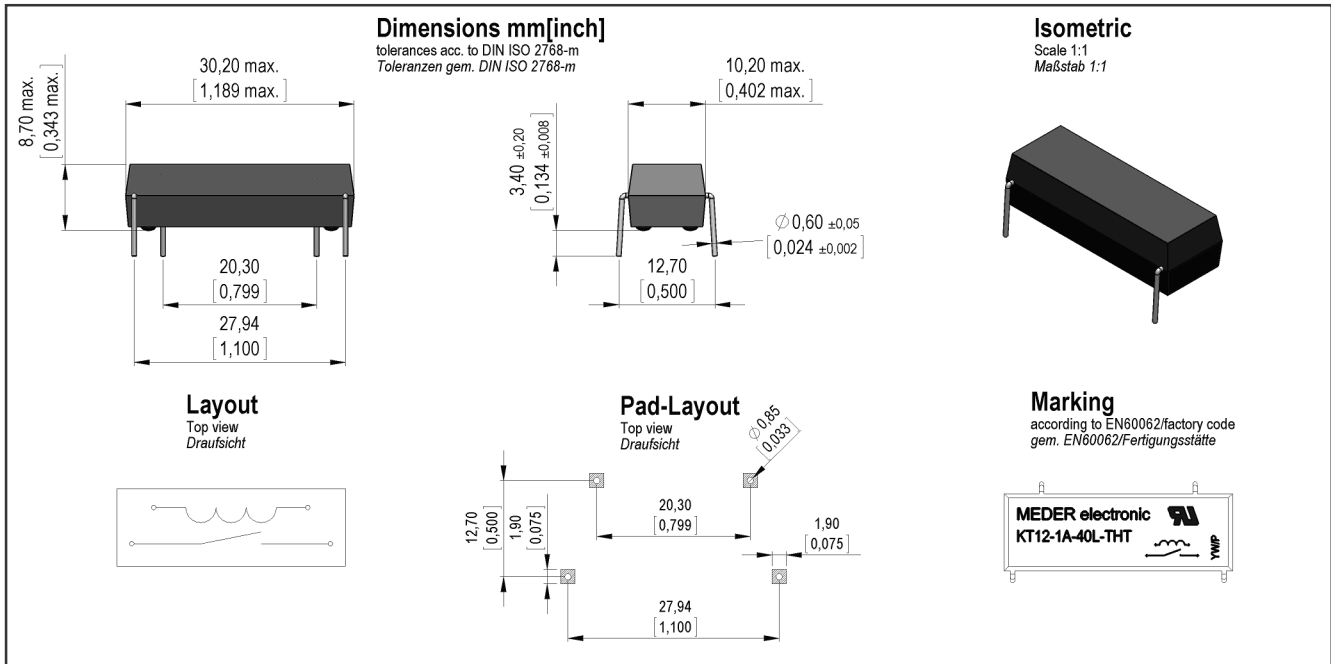 Dimensions mm[inch]
tolerances acc. to DIN ISO 2768-m
Toleranzen gem. DIN ISO 2768-m
30,20 max.
[1,189 max.]
8,70 max.
[0,343 max.]
20,30
[0,799]
27,94
[1,100]
10,20 max.
[0,402 max.]
3,40 ±0,20
[0,134 ±0,008]
∅ 0,60 ±0,05
[0,024 ±0,002]
12,70
[0,500]
Isometric
Scale 1:1
Maßstab 1:1
Layout
Top view
Draufsicht
Pad-Layout
Top view
Draufsicht
∅ 0,85
[0,033]
20,30
[0,799]
12,70
[0,500]
1,90
[0,075]
1,90
[0,075]
27,94
[1,100]
Marking
according to EN60062/factory code
gem. EN60062/Fertigungsstätte
MEDER electronic
KT12-1A-40L-THT
YW/P